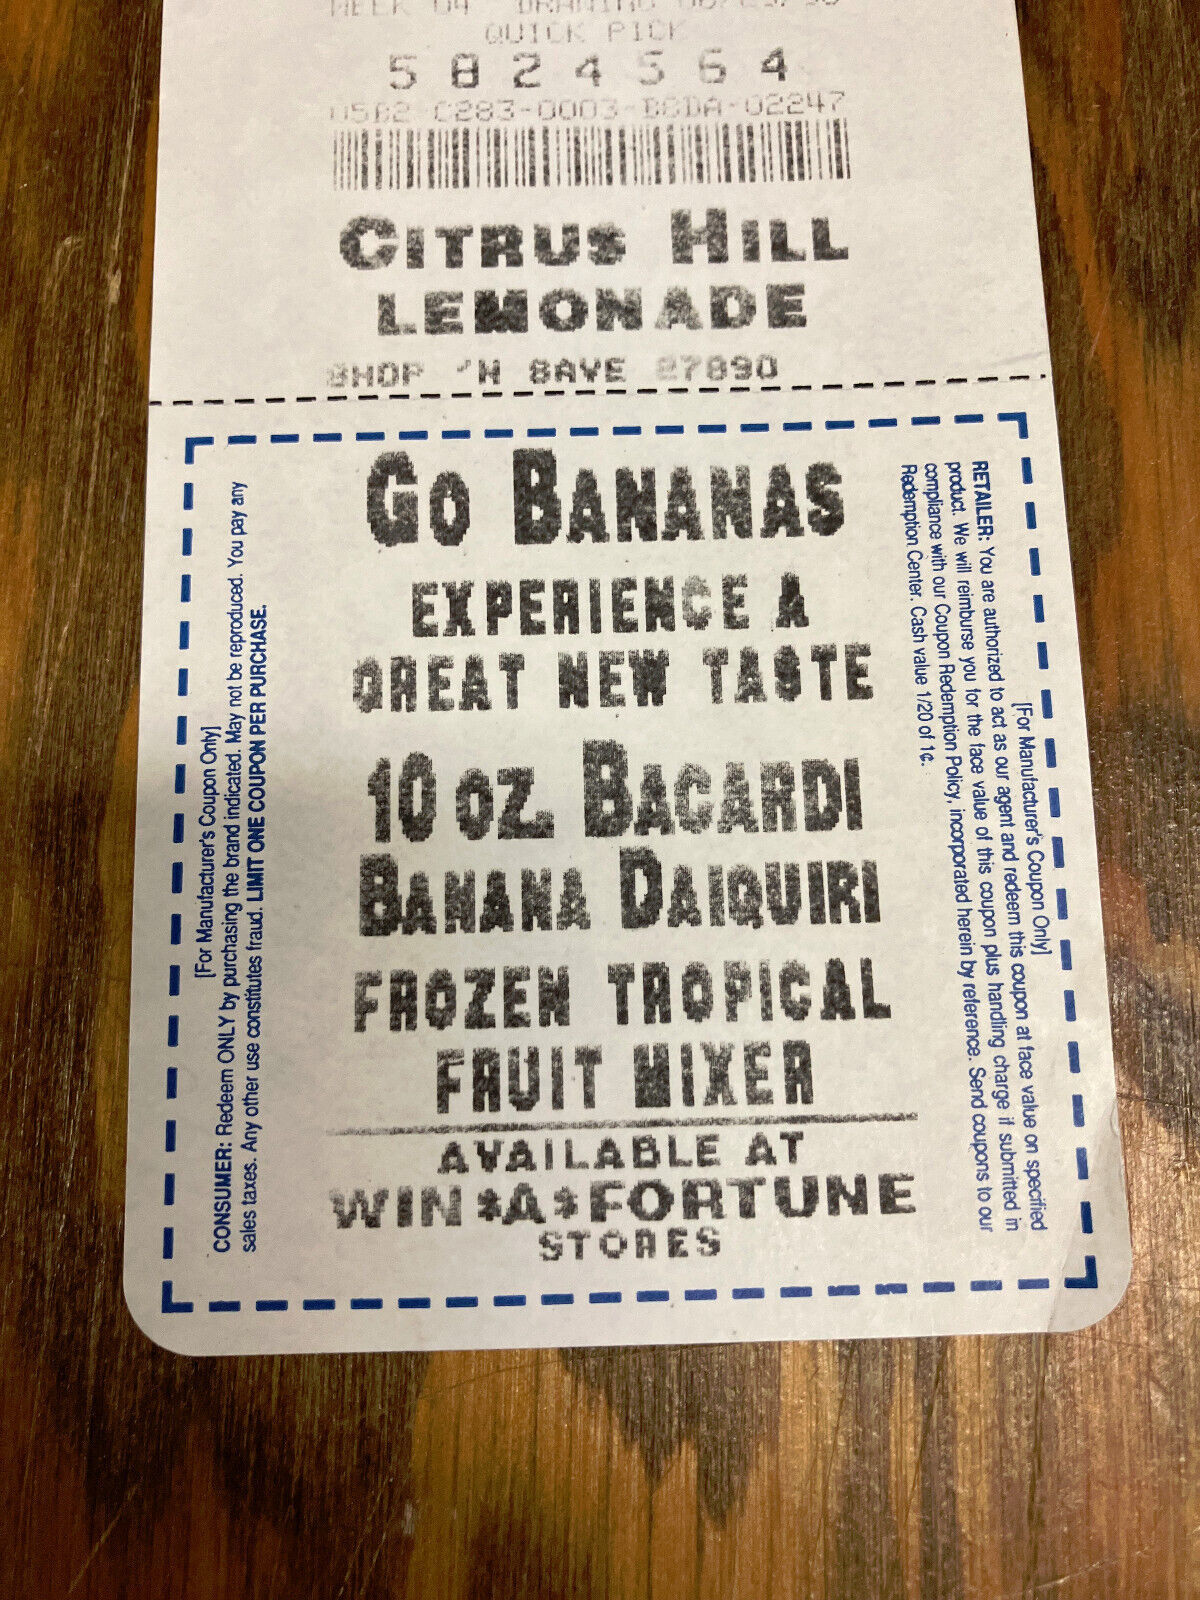 WEEK 04 DRAWING
QUICK PICK
5 8 2 4 5 6 4
C283-0003- -02247
CITRUS HILL
LEMONADE
SHOP 'N SAVE 27890
GO BANANAS
EXPERIENCE A
GREAT NEW TASTE
10 OZ. BACARDI
BANANA DAIQUIRI
FROZEN TROPICAL
FRUIT MIXER
AVAILABLE AT
WIN*A*FORTUNE
STORES
[For Manufacturer's Coupon Only]
CONSUMER: Redeem ONLY by purchasing the brand indicated. May not be reproduced. You pay any
sales taxes. Any other use constitutes fraud. LIMIT ONE COUPON PER PURCHASE.
[For Manufacturer's Coupon Only]
RETAILER: You are authorized to act as our agent and redeem this coupon at face value on specified
product. We will reimburse you for the face value of this coupon plus handling charge if submitted in
compliance with our Coupon Redemption Policy, incorporated herein by reference. Send coupons to our
Redemption Center. Cash value 1/20 of 1¢.